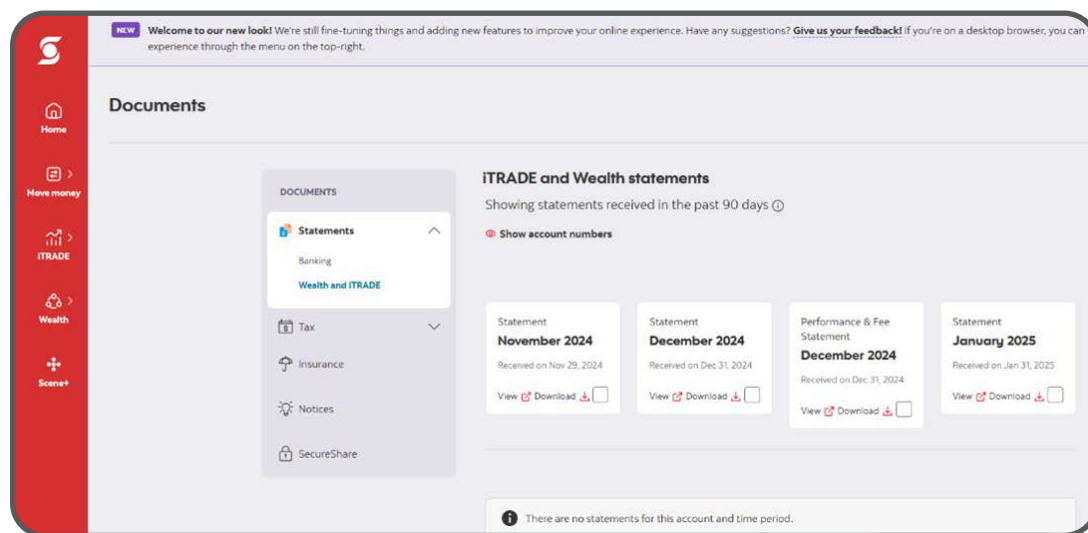 NEW Welcome to our new look! We're still fine-tuning things and adding new features to improve your online experience. Have any suggestions? Give us your feedback! If you're on a desktop browser, you can
experience through the menu on the top-right.
Home
Move money
iTRADE
Wealth
Scene+
Documents
DOCUMENTS
Statements
Banking
Wealth and iTRADE
Tax
Insurance
Notices
SecureShare
iTRADE and Wealth statements
Showing statements received in the past 90 days
Show account numbers
Statement
November 2024
Received on Nov 29, 2024
View Download
Statement
December 2024
Received on Dec 31, 2024
View Download
Performance & Fee
Statement
December 2024
Received on Dec 31, 2024
View Download
Statement
January 2025
Received on Jan 31, 2025
View Download
There are no statements for this account and time period.